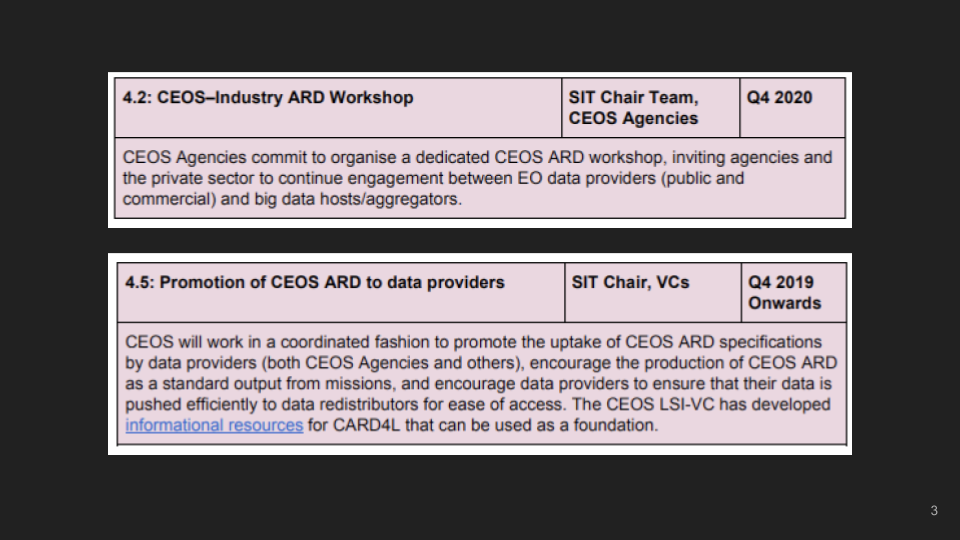 4.2: CEOS–Industry ARD Workshop
SIT Chair Team,
CEOS Agencies
Q4 2020
CEOS Agencies commit to organise a dedicated CEOS ARD workshop, inviting agencies and
the private sector to continue engagement between EO data providers (public and
commercial) and big data hosts/aggregators.
4.5: Promotion of CEOS ARD to data providers
SIT Chair, VCs
Q4 2019
Onwards
CEOS will work in a coordinated fashion to promote the uptake of CEOS ARD specifications
by data providers (both CEOS Agencies and others), encourage the production of CEOS ARD
as a standard output from missions, and encourage data providers to ensure that their data is
pushed efficiently to data redistributors for ease of access. The CEOS LSI-VC has developed
informational resources for CARD4L that can be used as a foundation.
3